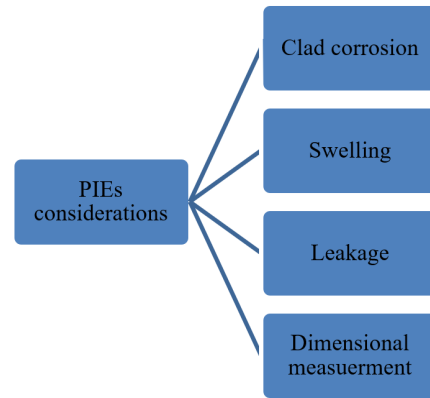 Clad corrosion
Swelling
PIEs
considerations
Leakage
Dimensional
measuerment